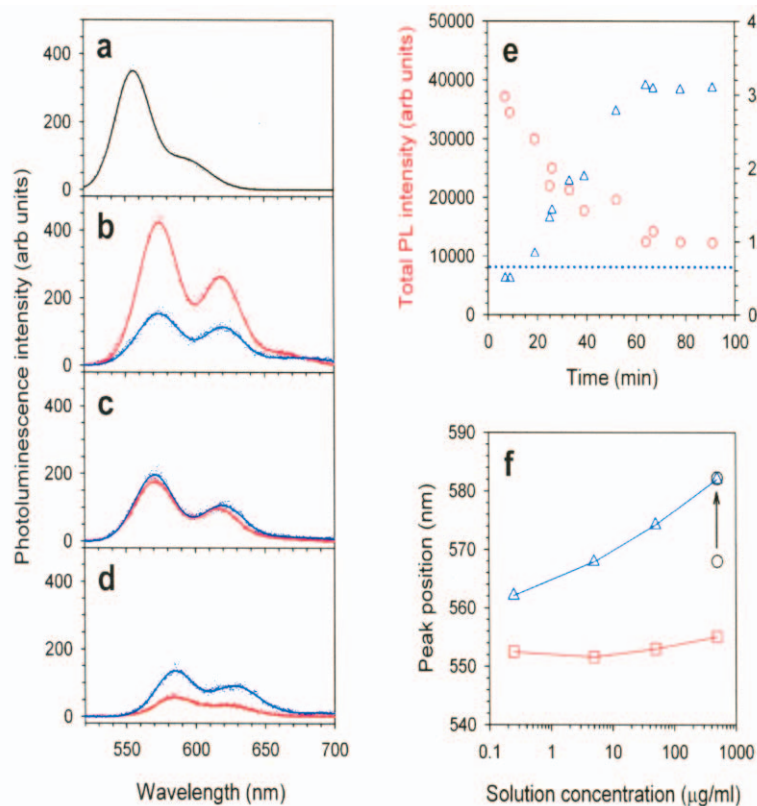 a
400
200
0
b
400
200
0
c
400
200
0
d
400
200
0
550 600 650 700
Wavelength (nm)
Photoluminescence intensity (arb units)
e
50000
40000
30000
20000
10000
0
4
3
2
1
0 20 40 60 80 100
Time (min)
Total PL intensity (arb units)
f
590
580
570
560
550
540
0.1 1 10 100 1000
Solution concentration (μg/ml)
Peak position (nm)